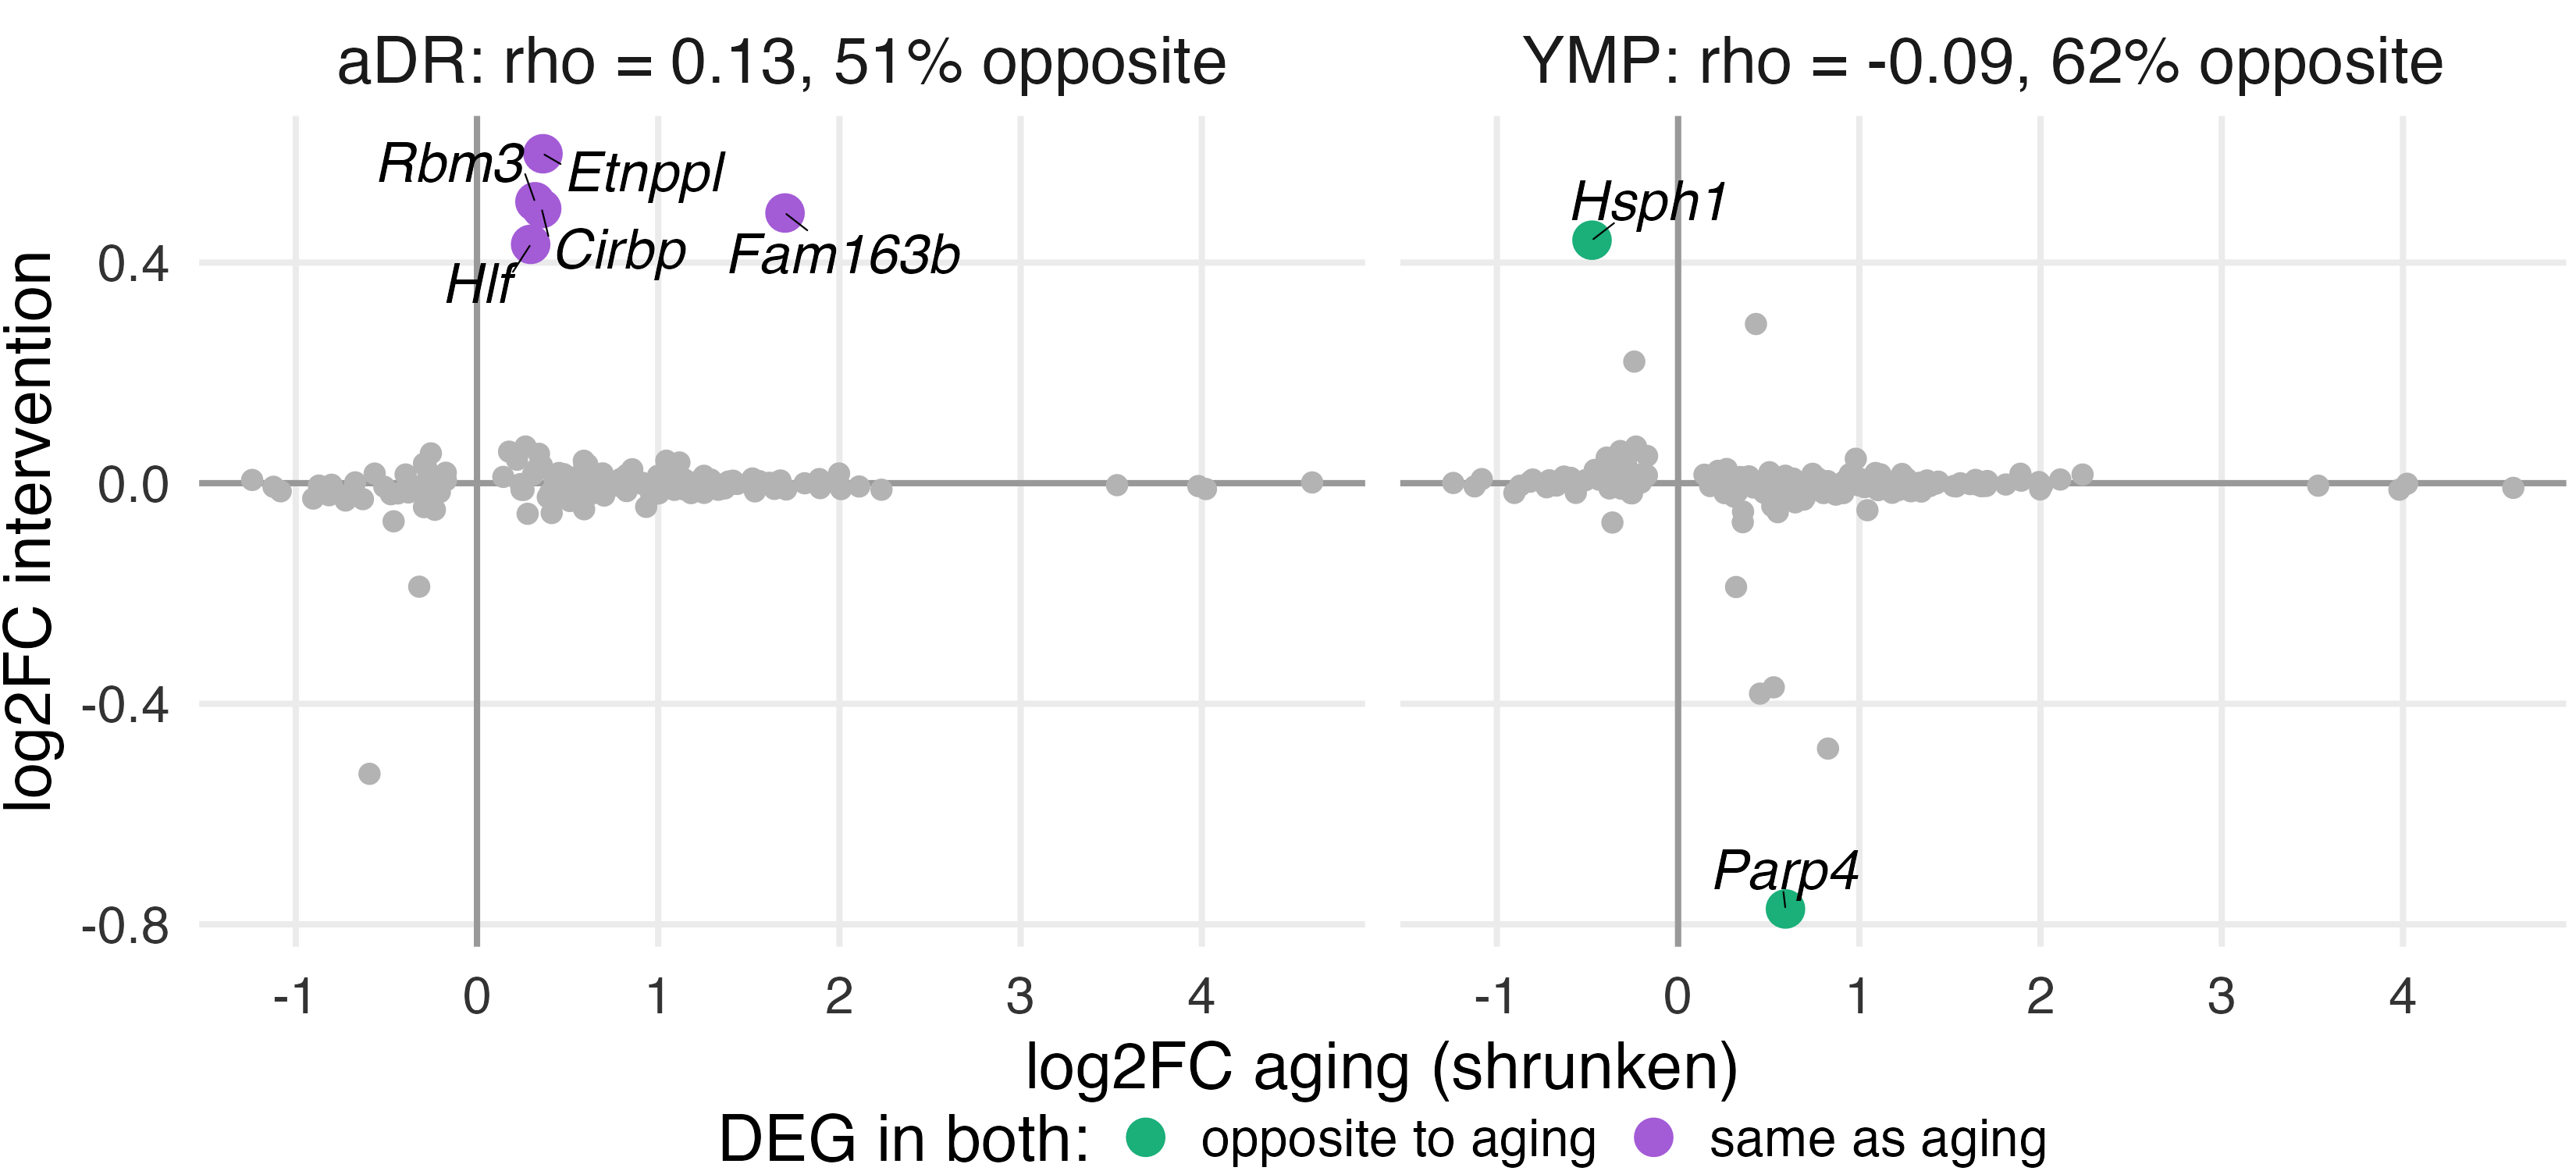 aDR: rho = 0.13, 51% opposite
YMP: rho = -0.09, 62% opposite
log2FC intervention
0.4
0.0
-0.4
-0.8
Rbm3
Etnppl
Cirbp
Hlf
Fam163b
Hsph1
Parp4
-1 0 1 2 3 4
-1 0 1 2 3 4
log2FC aging (shrunken)
DEG in both: opposite to aging same as aging